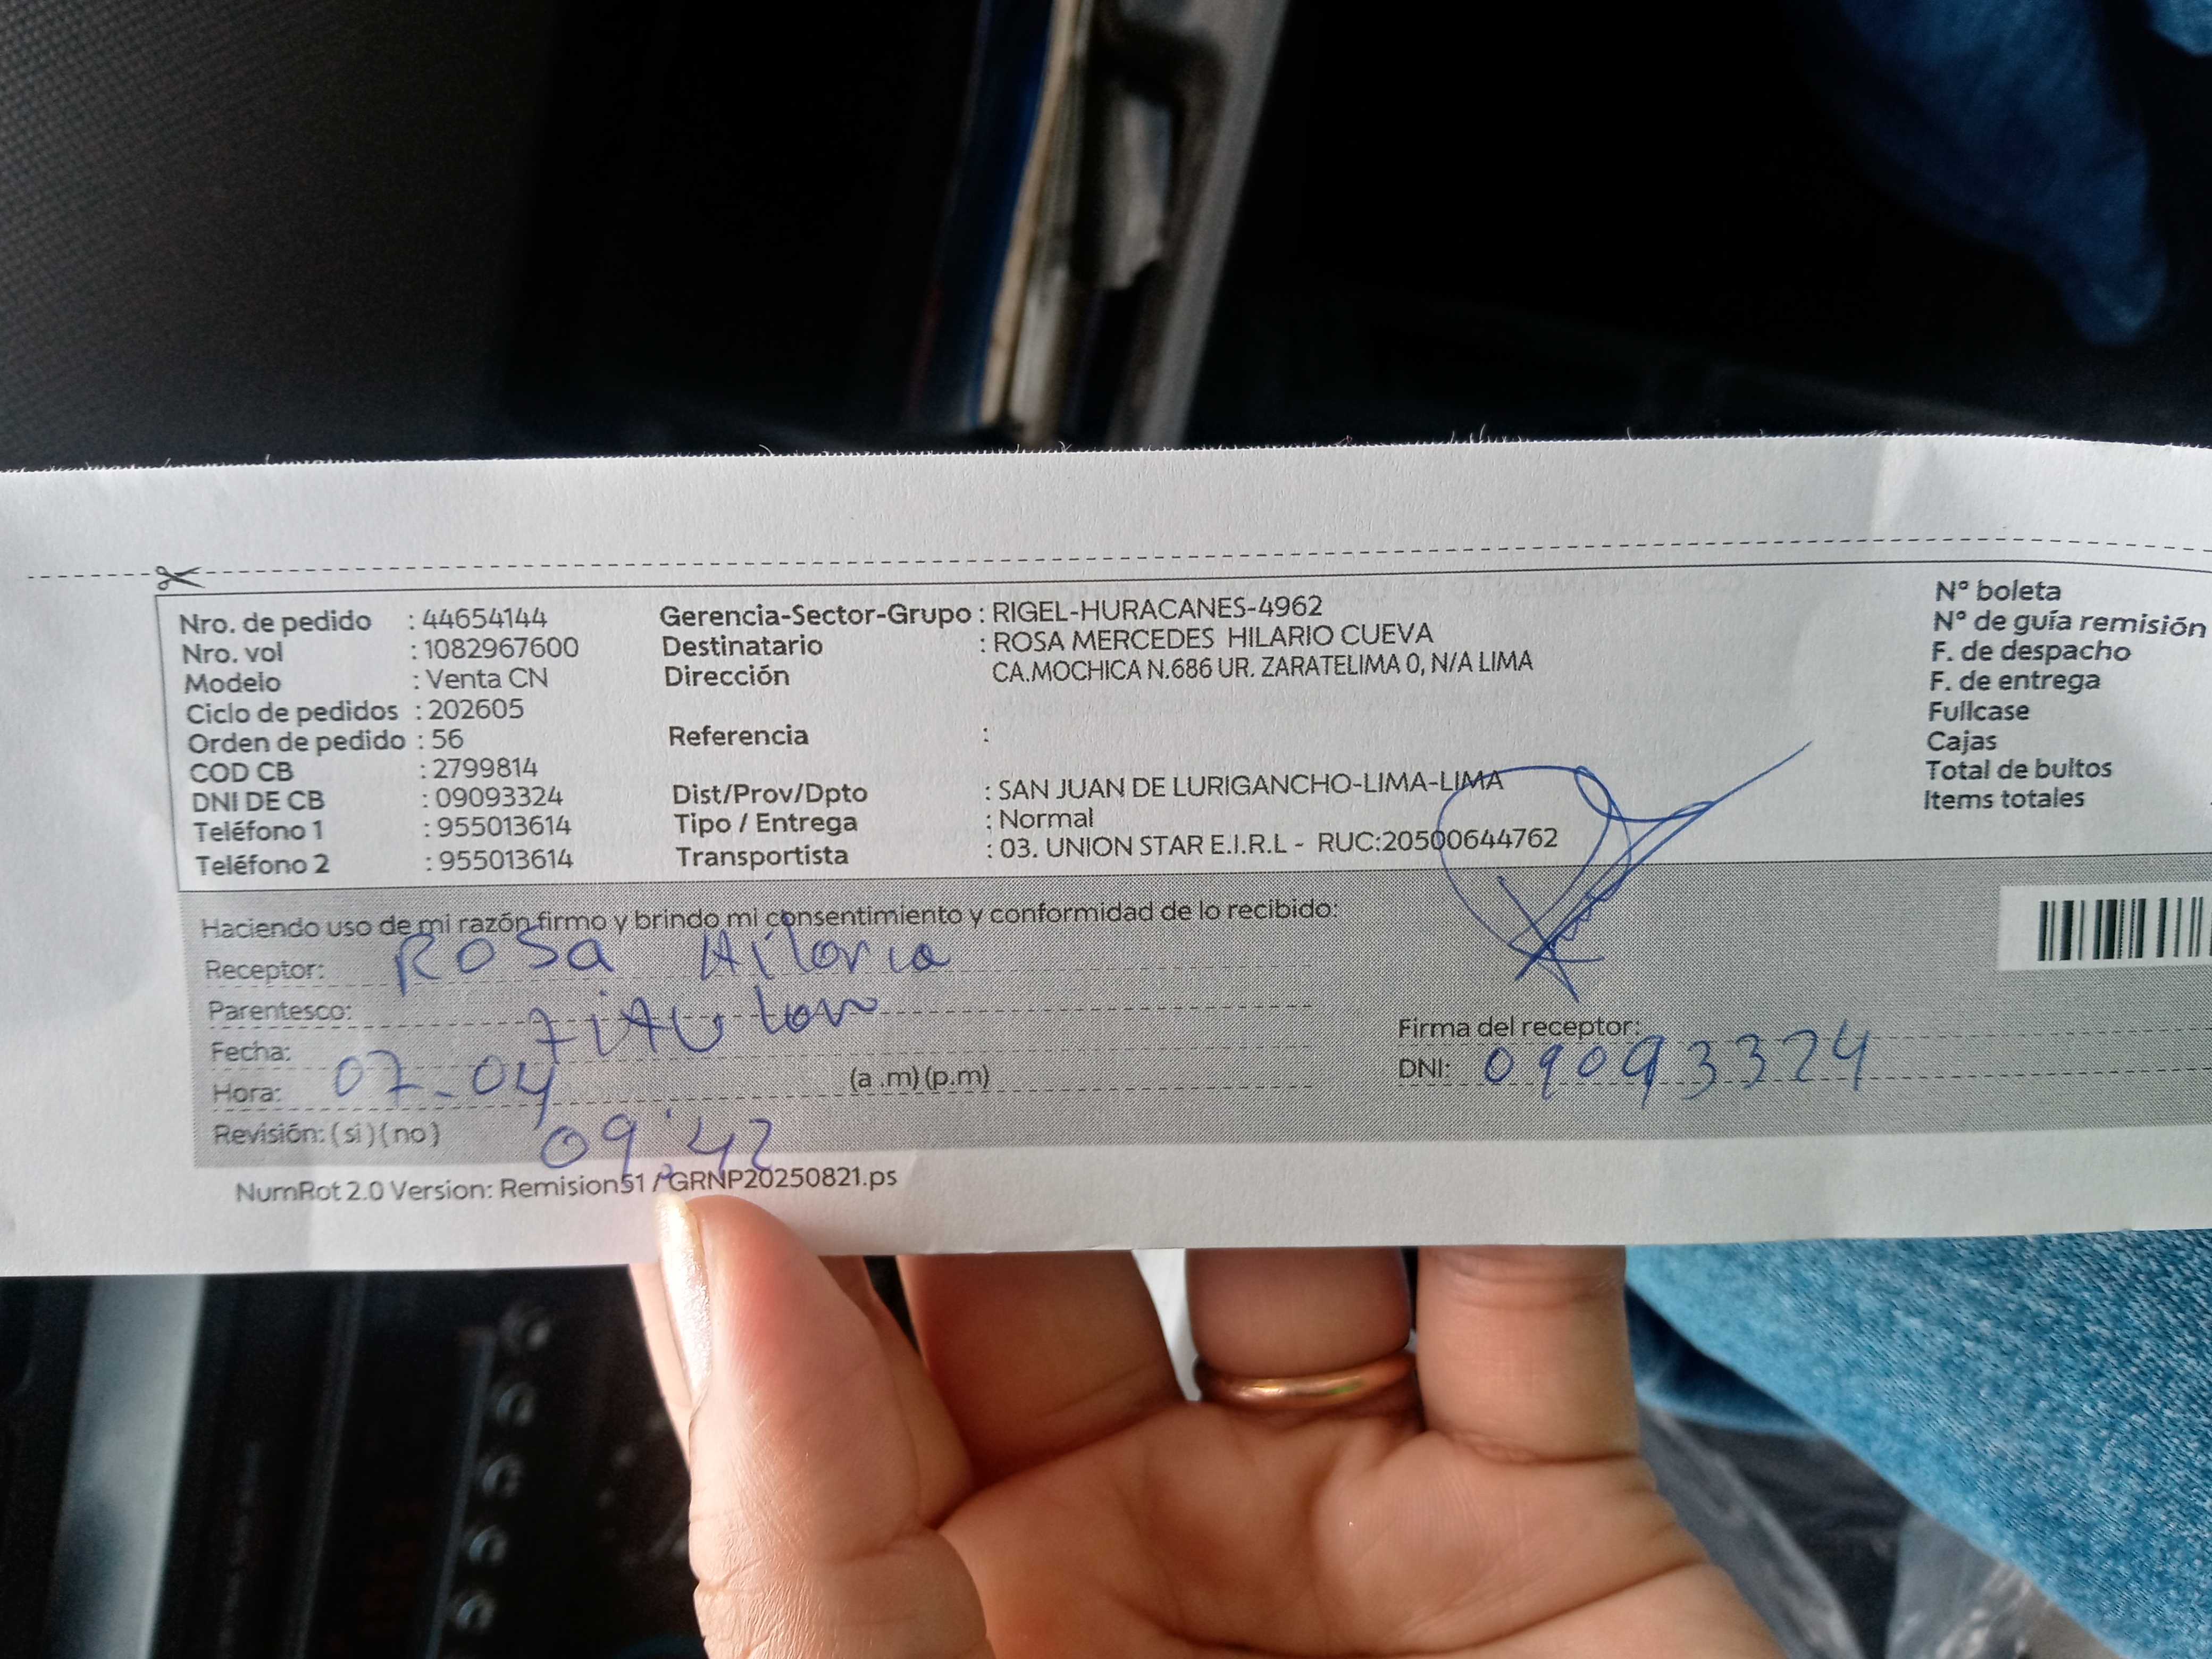 Nro. de pedido : 44654144
Nro. vol : 1082967600
Modelo : Venta CN
Ciclo de pedidos : 202605
Orden de pedido : 56
COD CB : 2799814
DNI DE CB : 09093324
Teléfono 1 : 955013614
Teléfono 2 : 955013614
Gerencia-Sector-Grupo : RIGEL-HURACANES-4962
Destinatario : ROSA MERCEDES HILARIO CUEVA
Dirección CA.MOCHICA N.686 UR. ZARATELIMA 0, N/A LIMA
Referencia :
Dist/Prov/Dpto : SAN JUAN DE LURIGANCHO-LIMA-LIMA
Tipo / Entrega : Normal
Transportista : 03. UNION STAR E.I.R.L - RUC:20500644762
Nº boleta
Nº de guía remisión
F. de despacho
F. de entrega
Fullcase
Cajas
Total de bultos
Items totales
Haciendo uso de mi razón firmo y brindo mi consentimiento y conformidad de lo recibido:
Receptor: Rosa
Parentesco:
Fecha: 07-04
Hora: 09:42 (a .m) (p.m)
Revisión: (si) (no)
Firma del receptor:
DNI: 09093324
NumRot 2.0 Version: Remision51 / GRNP20250821.ps